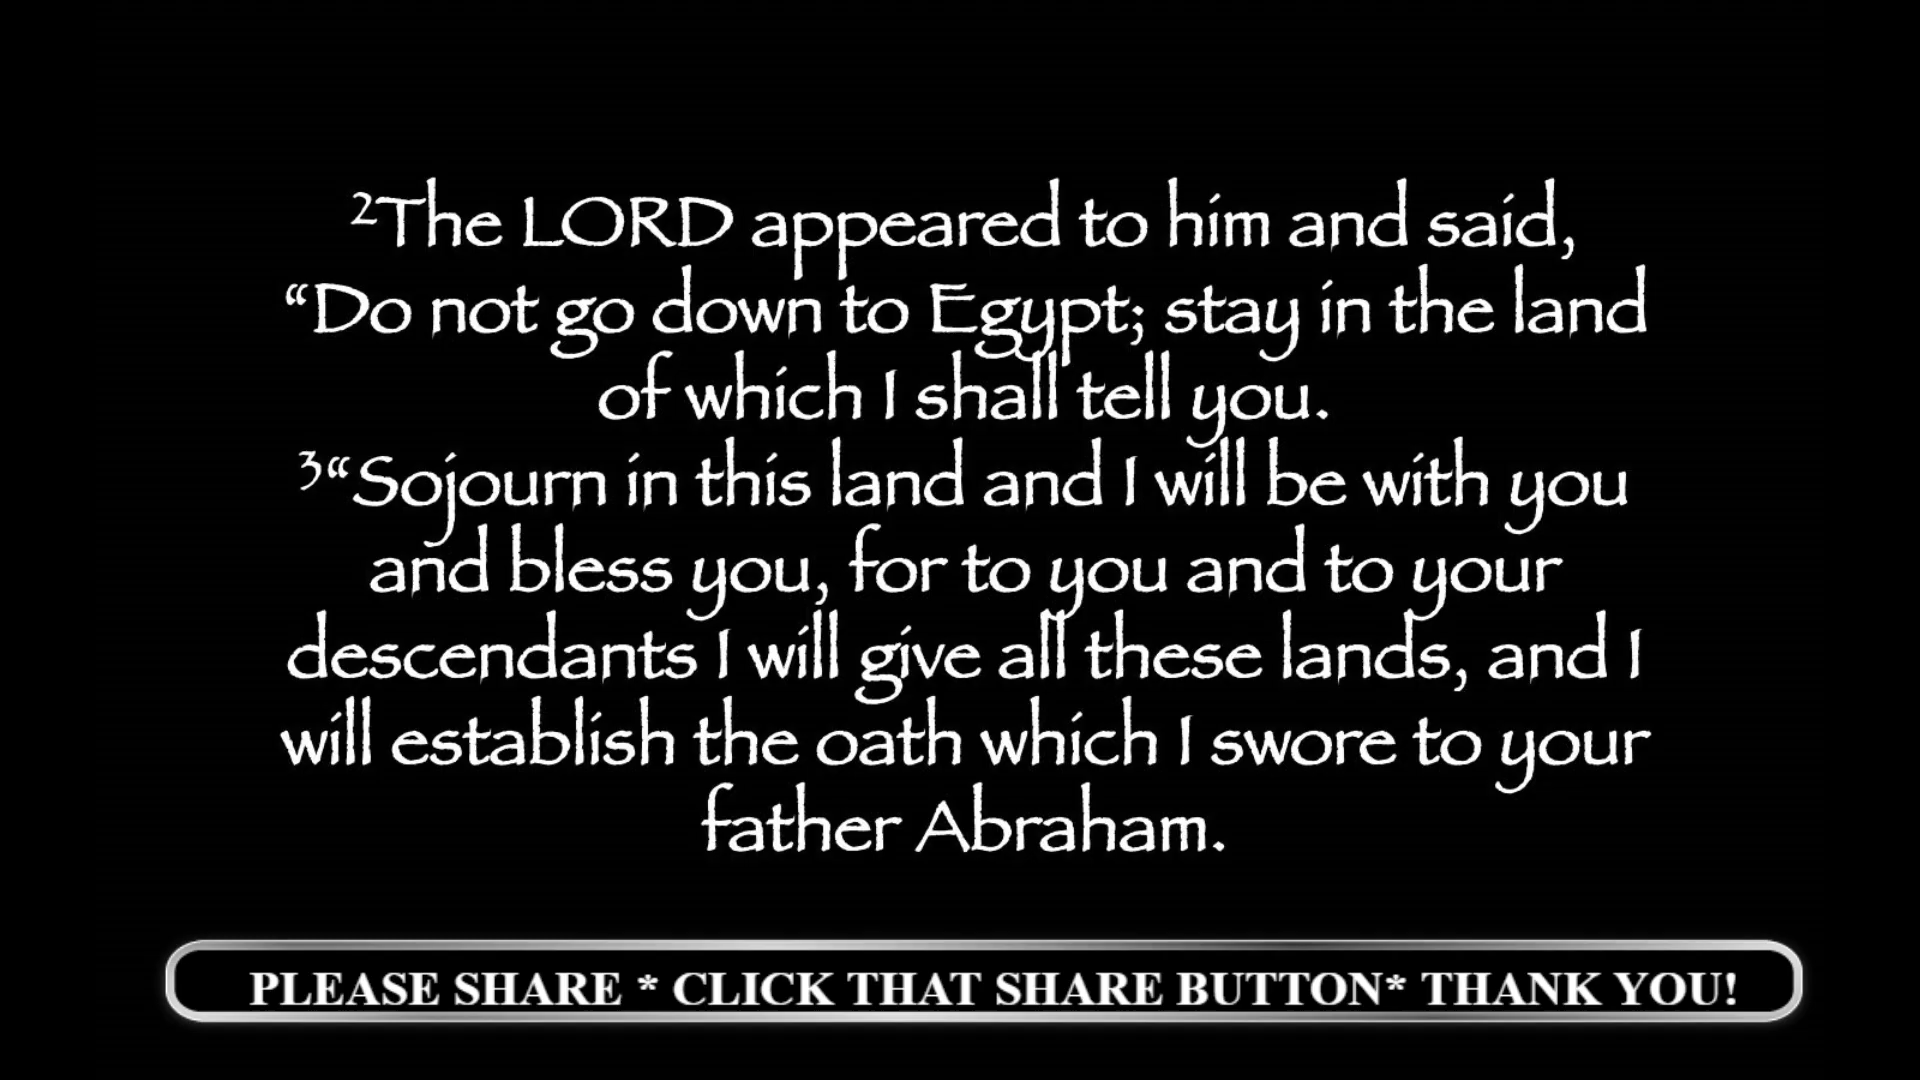 ²The LORD appeared to him and said,
“Do not go down to Egypt; stay in the land
of which I shall tell you.
³“Sojourn in this land and I will be with you
and bless you, for to you and to your
descendants I will give all these lands, and I
will establish the oath which I swore to your
father Abraham.
PLEASE SHARE * CLICK THAT SHARE BUTTON* THANK YOU!